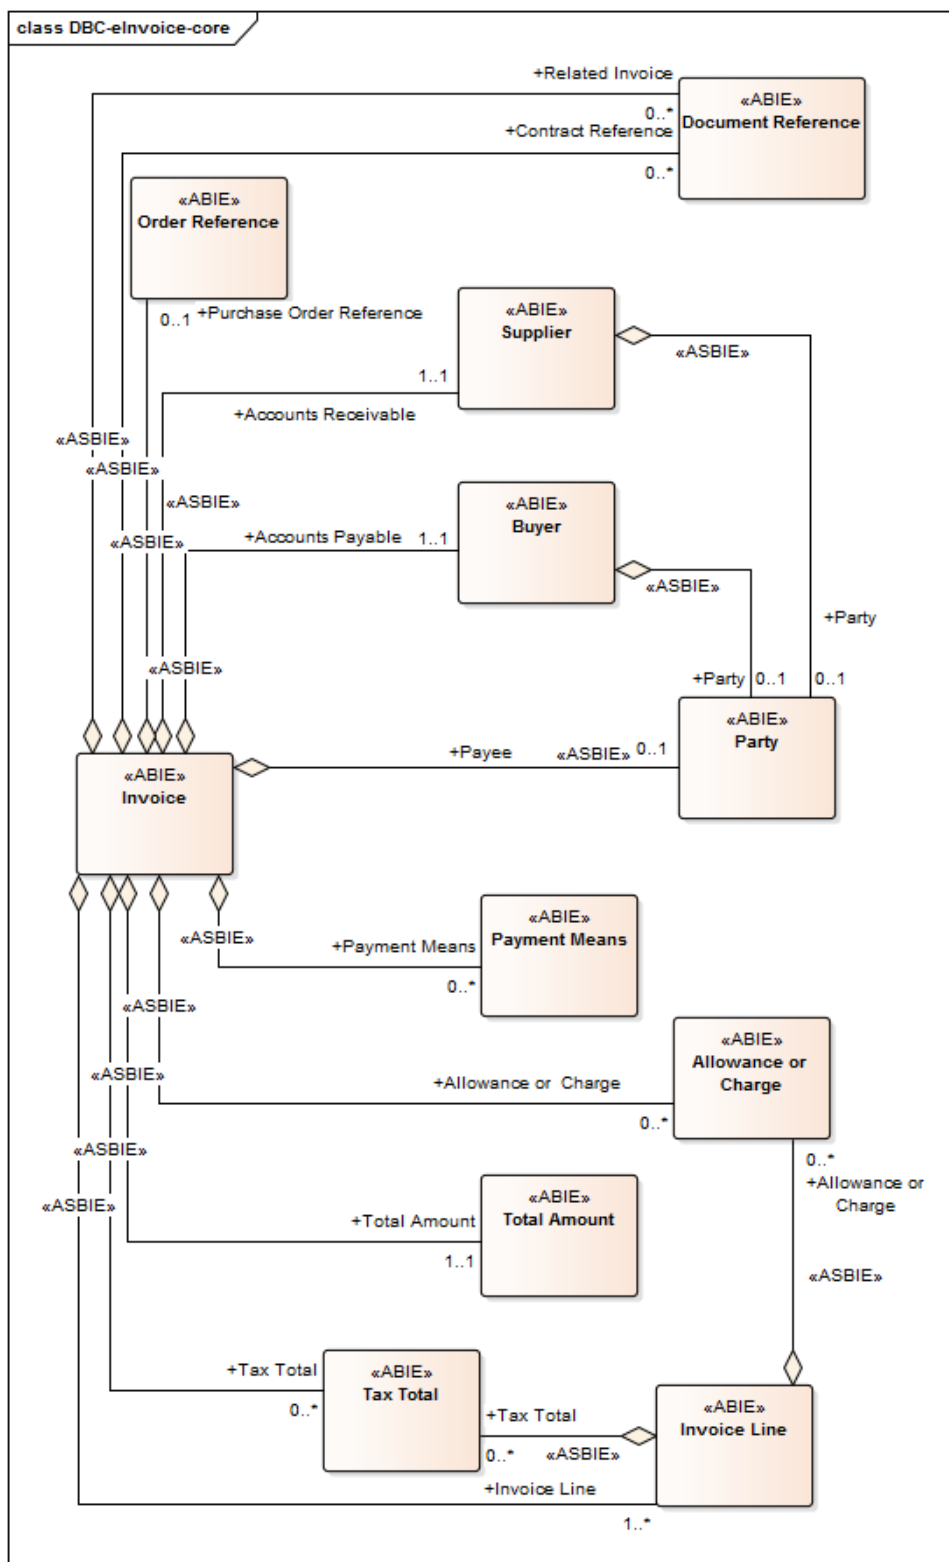 class DBC-eInvoice-core
+Related Invoice
0..*
«ABIE»
Document Reference
+Contract Reference
0..*
«ABIE»
Order Reference
0..1
+Purchase Order Reference
«ABIE»
Supplier
«ASBIE»
1..1
+Accounts Receivable
«ASBIE»
«ASBIE»
«ASBIE»
«ABIE»
Buyer
«ASBIE»
+Accounts Payable
1..1
«ASBIE»
+Party
«ASBIE»
+Party
0..1
0..1
«ABIE»
Party
+Payee
«ASBIE»
0..1
«ABIE»
Invoice
«ABIE»
Payment Means
«ASBIE»
+Payment Means
0..*
«ASBIE»
«ABIE»
Allowance or
Charge
«ASBIE»
+Allowance or  Charge
0..*
«ASBIE»
0..*
+Allowance or
Charge
«ABIE»
Total Amount
«ASBIE»
+Total Amount
1..1
«ASBIE»
+Tax Total
0..*
«ABIE»
Tax Total
+Tax Total
0..*
«ASBIE»
«ABIE»
Invoice Line
+Invoice Line
1..*